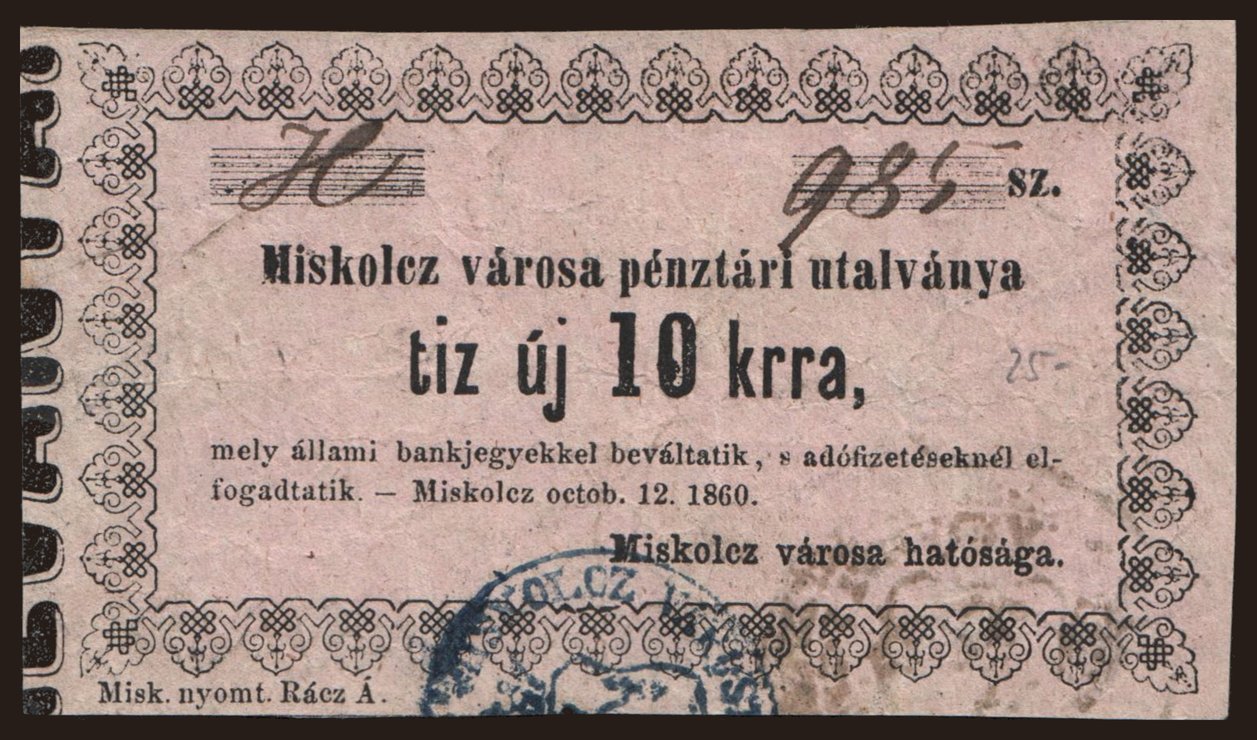 H 985 sz.
Miskolcz városa pénztári utalványa
tiz új 10 krra,
mely állami bankjegyekkel beváltatik, s adófizetéseknél el-
fogadtatik. — Miskolcz octob. 12. 1860.
Miskolcz városa hatósága.
25-
Misk. nyomt. Rácz Á.